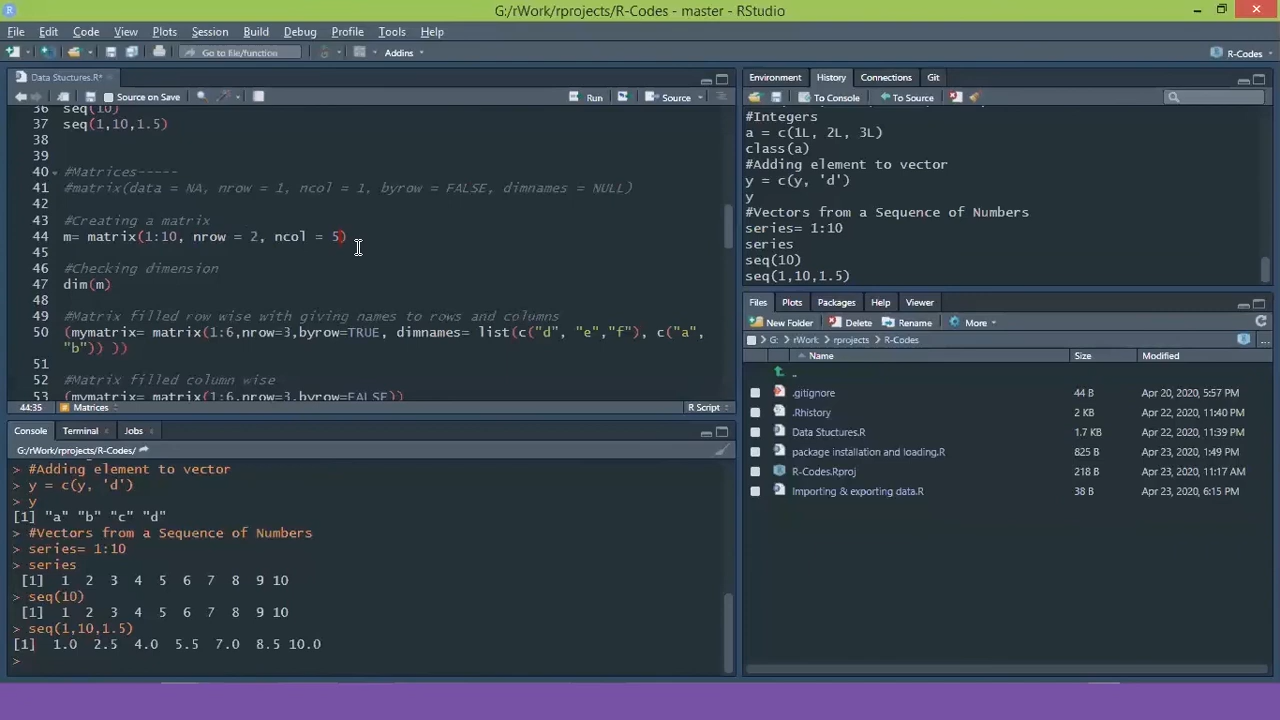 G:/rWork/rprojects/R-Codes - master - RStudio
File Edit Code View Plots Session Build Debug Profile Tools Help
Go to file/function Addins R-Codes
Data Stuctures.R*
Source on Save Run Source
36 seq(10)
37 seq(1,10,1.5)
38
39
40 #Matrices-----
41 #matrix(data = NA, nrow = 1, ncol = 1, byrow = FALSE, dimnames = NULL)
42
43 #Creating a matrix
44 m= matrix(1:10, nrow = 2, ncol = 5)
45
46 #Checking dimension
47 dim(m)
48
49 #Matrix filled row wise with giving names to rows and columns
50 (mymatrix= matrix(1:6,nrow=3,byrow=TRUE, dimnames= list(c("d", "e","f"), c("a",
"b")) ))
51
52 #Matrix filled column wise
53 (mymatrix= matrix(1:6,nrow=3,byrow=FALSE))
44:35 Matrices R Script
Console Terminal Jobs
G:/rWork/rprojects/R-Codes/
> #Adding element to vector
> y = c(y, 'd')
> y
[1] "a" "b" "c" "d"
> #Vectors from a Sequence of Numbers
> series= 1:10
> series
[1] 1 2 3 4 5 6 7 8 9 10
> seq(10)
[1] 1 2 3 4 5 6 7 8 9 10
> seq(1,10,1.5)
[1] 1.0 2.5 4.0 5.5 7.0 8.5 10.0
>
Environment History Connections Git
To Console To Source
#Integers
a = c(1L, 2L, 3L)
class(a)
#Adding element to vector
y = c(y, 'd')
y
#Vectors from a Sequence of Numbers
series= 1:10
series
seq(10)
seq(1,10,1.5)
Files Plots Packages Help Viewer
New Folder Delete Rename More
G: rWork rprojects R-Codes ...
Name Size Modified
..
.gitignore 44 B Apr 20, 2020, 5:57 PM
.Rhistory 2 KB Apr 22, 2020, 11:40 PM
Data Stuctures.R 1.7 KB Apr 22, 2020, 11:39 PM
package installation and loading.R 825 B Apr 23, 2020, 1:49 PM
R-Codes.Rproj 218 B Apr 23, 2020, 11:17 AM
Importing & exporting data.R 38 B Apr 23, 2020, 6:15 PM